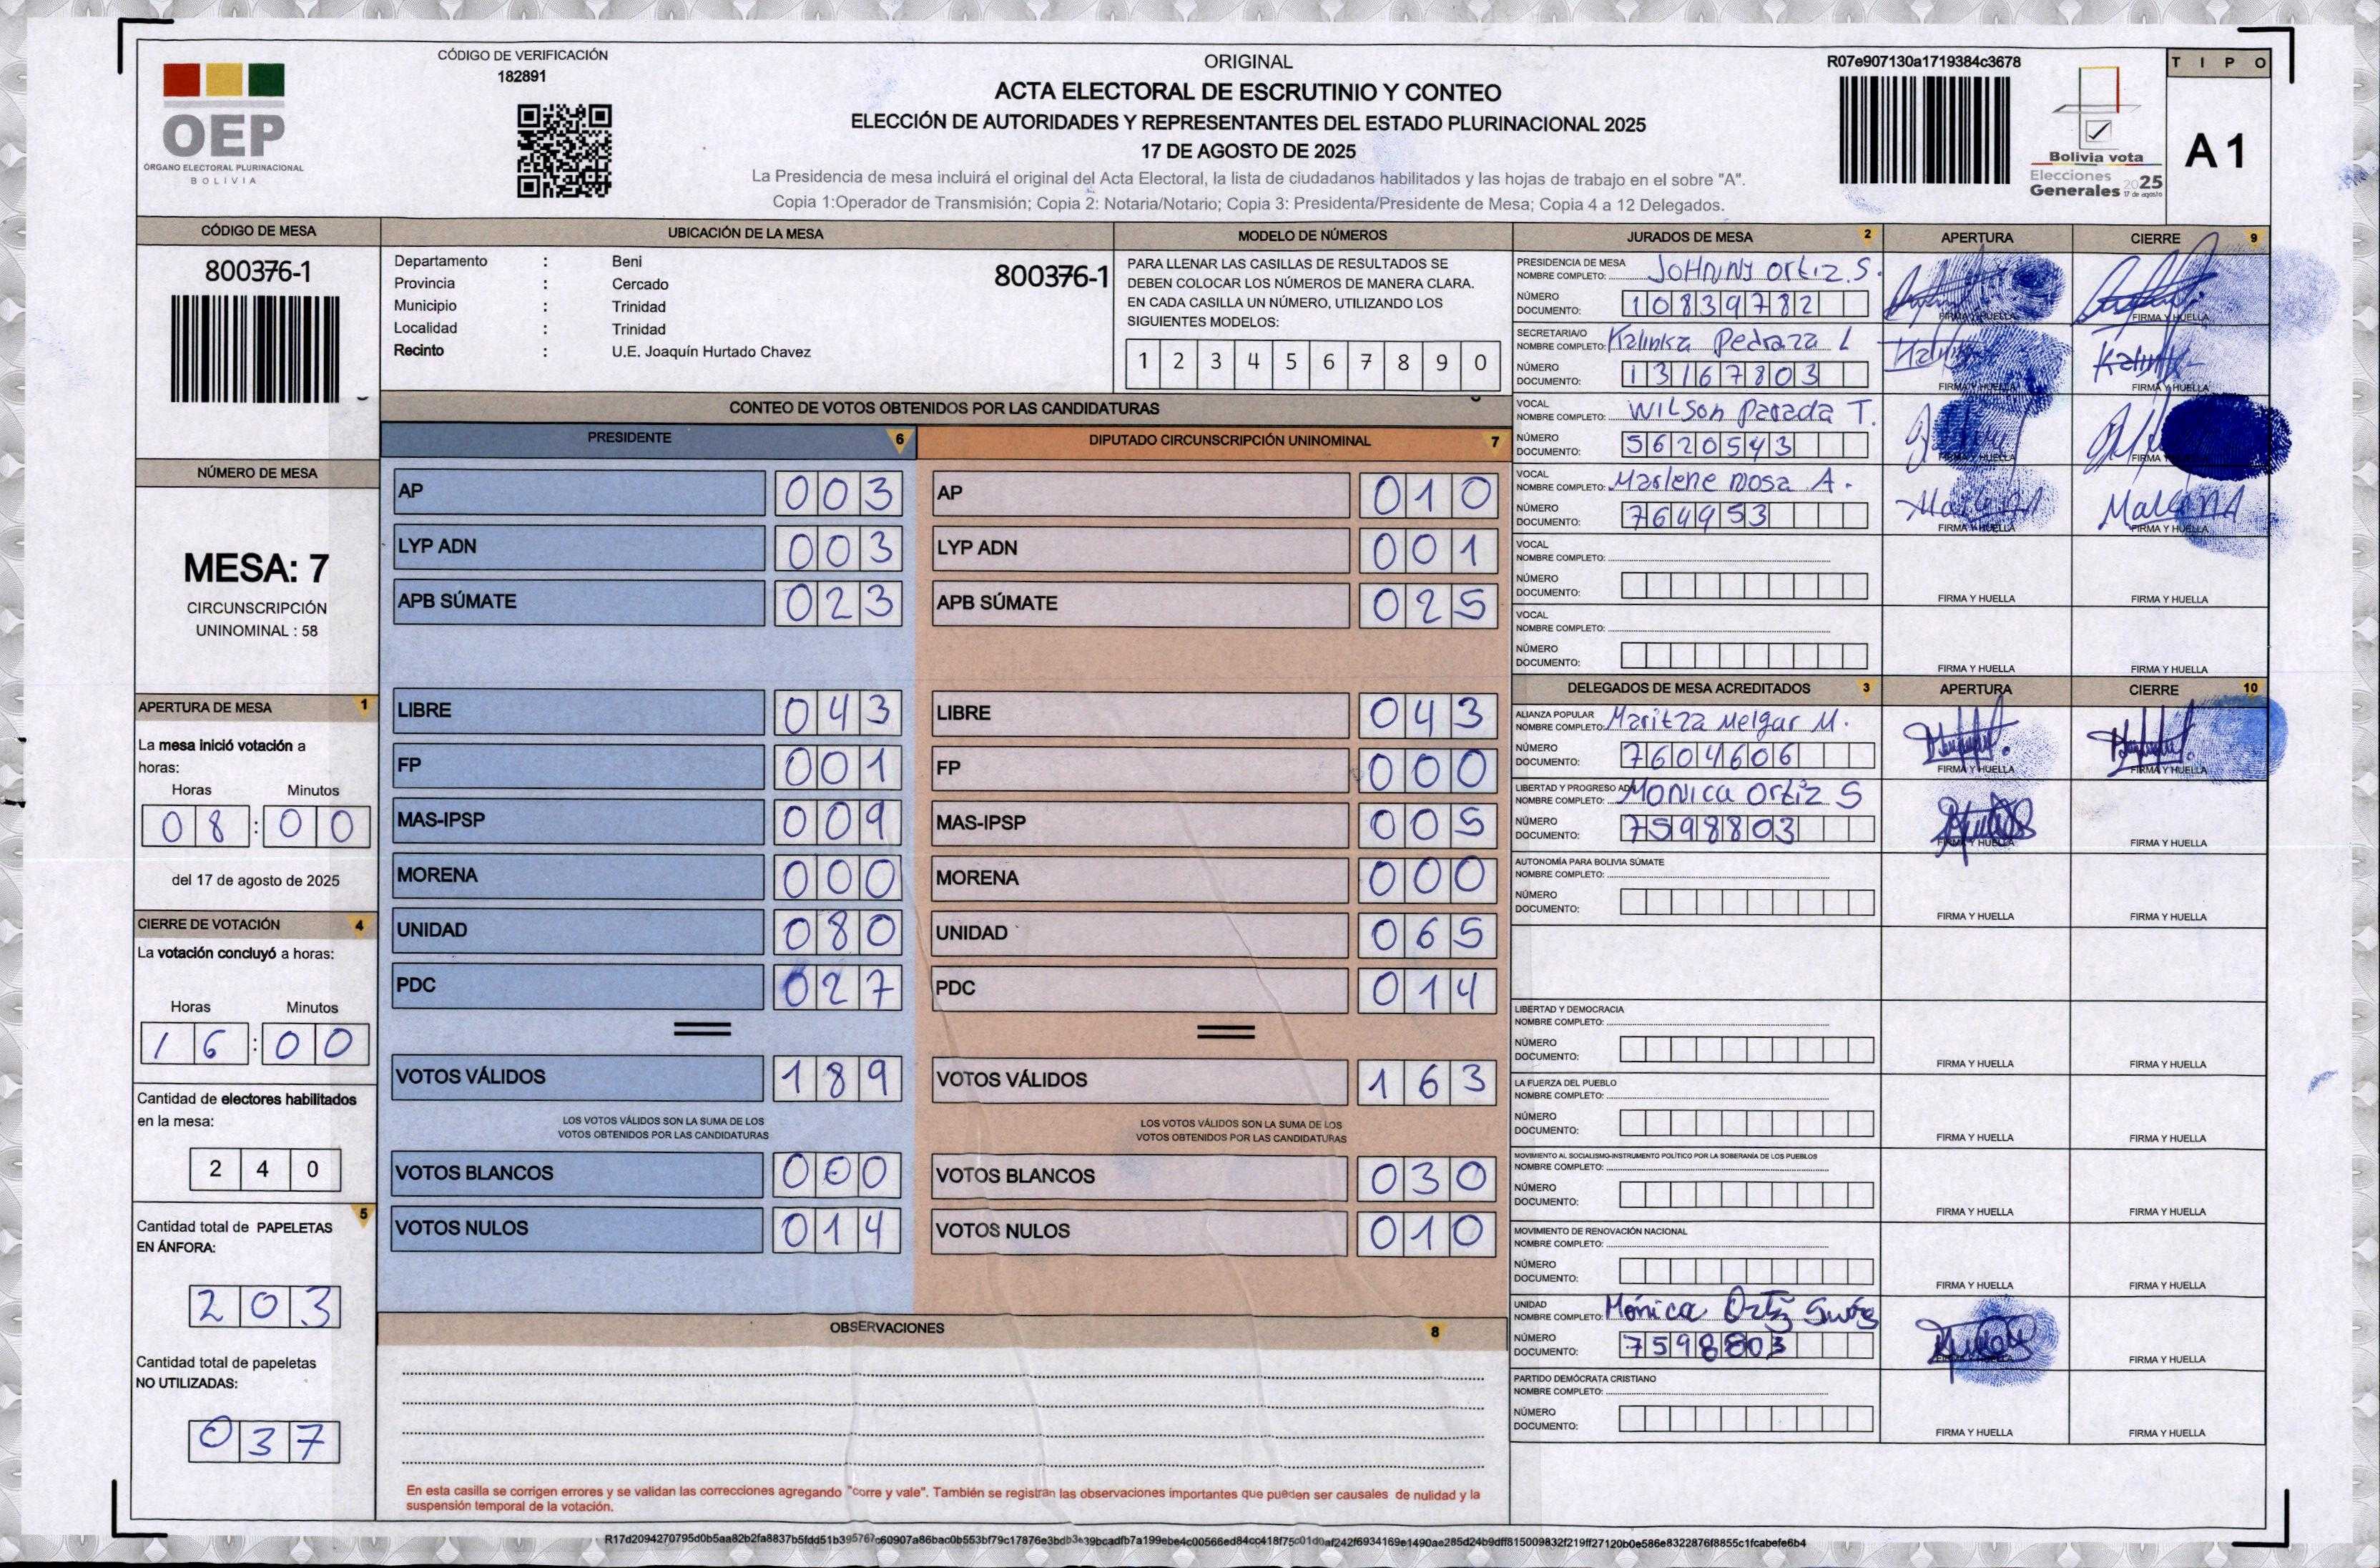 CÓDIGO DE VERIFICACIÓN
182891
OEP
ÓRGANO ELECTORAL PLURINACIONAL
BOLIVIA
ORIGINAL
ACTA ELECTORAL DE ESCRUTINIO Y CONTEO
ELECCIÓN DE AUTORIDADES Y REPRESENTANTES DEL ESTADO PLURINACIONAL 2025
17 DE AGOSTO DE 2025
La Presidencia de mesa incluirá el original del Acta Electoral, la lista de ciudadanos habilitados y las hojas de trabajo en el sobre "A".
Copia 1:Operador de Transmisión; Copia 2: Notaria/Notario; Copia 3: Presidenta/Presidente de Mesa; Copia 4 a 12 Delegados.
R07e907130a1719384c3678
Bolivia vota
Elecciones
Generales 2025
17 de agosto
TIPO
A1
CÓDIGO DE MESA
800376-1
NÚMERO DE MESA
MESA: 7
CIRCUNSCRIPCIÓN
UNINOMINAL : 58
APERTURA DE MESA 1
La mesa inició votación a
horas:
Horas Minutos
08:00
del 17 de agosto de 2025
CIERRE DE VOTACIÓN 4
La votación concluyó a horas:
Horas Minutos
16:00
Cantidad de electores habilitados
en la mesa:
240
5
Cantidad total de PAPELETAS
EN ÁNFORA:
203
Cantidad total de papeletas
NO UTILIZADAS:
037
UBICACIÓN DE LA MESA
Departamento : Beni
800376-1
Provincia : Cercado
Municipio : Trinidad
Localidad : Trinidad
Recinto : U.E. Joaquín Hurtado Chavez
MODELO DE NÚMEROS
PARA LLENAR LAS CASILLAS DE RESULTADOS SE
DEBEN COLOCAR LOS NÚMEROS DE MANERA CLARA.
EN CADA CASILLA UN NÚMERO, UTILIZANDO LOS
SIGUIENTES MODELOS:
1 2 3 4 5 6 7 8 9 0
CONTEO DE VOTOS OBTENIDOS POR LAS CANDIDATURAS
PRESIDENTE 6
AP 003
LYP ADN 003
APB SÚMATE 023
LIBRE 043
FP 001
MAS-IPSP 009
MORENA 000
UNIDAD 080
PDC 027
VOTOS VÁLIDOS 189
LOS VOTOS VÁLIDOS SON LA SUMA DE LOS
VOTOS OBTENIDOS POR LAS CANDIDATURAS
VOTOS BLANCOS 000
VOTOS NULOS 014
DIPUTADO CIRCUNSCRIPCIÓN UNINOMINAL 7
AP 010
LYP ADN 001
APB SÚMATE 025
LIBRE 043
FP 000
MAS-IPSP 005
MORENA 000
UNIDAD 065
PDC 014
VOTOS VÁLIDOS 163
LOS VOTOS VÁLIDOS SON LA SUMA DE LOS
VOTOS OBTENIDOS POR LAS CANDIDATURAS
VOTOS BLANCOS 030
VOTOS NULOS 010
OBSERVACIONES 8
En esta casilla se corrigen errores y se validan las correcciones agregando "corre y vale". También se registran las observaciones importantes que pueden ser causales de nulidad y la
suspensión temporal de la votación.
JURADOS DE MESA 2 APERTURA CIERRE 9
PRESIDENCIA DE MESA
NOMBRE COMPLETO: JOHNNY Ortiz S.
NÚMERO
DOCUMENTO: 10839782
FIRMA Y HUELLA FIRMA Y HUELLA
SECRETARIA/O
NOMBRE COMPLETO: Kalinka Pedraza L
NÚMERO
DOCUMENTO: 13167803
FIRMA Y HUELLA FIRMA Y HUELLA
VOCAL
NOMBRE COMPLETO: WILSON Parada T.
NÚMERO
DOCUMENTO: 5620543
FIRMA Y HUELLA FIRMA
VOCAL
NOMBRE COMPLETO: Marlene Nosa A.
NÚMERO
DOCUMENTO: 764953
FIRMA Y HUELLA FIRMA Y HUELLA
VOCAL
NOMBRE COMPLETO:
NÚMERO
DOCUMENTO:
FIRMA Y HUELLA FIRMA Y HUELLA
VOCAL
NOMBRE COMPLETO:
NÚMERO
DOCUMENTO:
FIRMA Y HUELLA FIRMA Y HUELLA
DELEGADOS DE MESA ACREDITADOS 3 APERTURA CIERRE 10
ALIANZA POPULAR
NOMBRE COMPLETO: Maritza Melgar M.
NÚMERO
DOCUMENTO: 7604606
FIRMA Y HUELLA FIRMA Y HUELLA
LIBERTAD Y PROGRESO ADN
NOMBRE COMPLETO: MONICA Ortiz S
NÚMERO
DOCUMENTO: 7598803
FIRMA Y HUELLA FIRMA Y HUELLA
AUTONOMÍA PARA BOLIVIA SÚMATE
NOMBRE COMPLETO:
NÚMERO
DOCUMENTO:
FIRMA Y HUELLA FIRMA Y HUELLA
LIBERTAD Y DEMOCRACIA
NOMBRE COMPLETO:
NÚMERO
DOCUMENTO:
FIRMA Y HUELLA FIRMA Y HUELLA
LA FUERZA DEL PUEBLO
NOMBRE COMPLETO:
NÚMERO
DOCUMENTO:
FIRMA Y HUELLA FIRMA Y HUELLA
MOVIMIENTO AL SOCIALISMO-INSTRUMENTO POLÍTICO POR LA SOBERANÍA DE LOS PUEBLOS
NOMBRE COMPLETO:
NÚMERO
DOCUMENTO:
FIRMA Y HUELLA FIRMA Y HUELLA
MOVIMIENTO DE RENOVACIÓN NACIONAL
NOMBRE COMPLETO:
NÚMERO
DOCUMENTO:
FIRMA Y HUELLA FIRMA Y HUELLA
UNIDAD
NOMBRE COMPLETO: Mónica Ortiz
NÚMERO
DOCUMENTO: 7598803
FIRMA Y HUELLA
PARTIDO DEMÓCRATA CRISTIANO
NOMBRE COMPLETO:
NÚMERO
DOCUMENTO:
FIRMA Y HUELLA FIRMA Y HUELLA